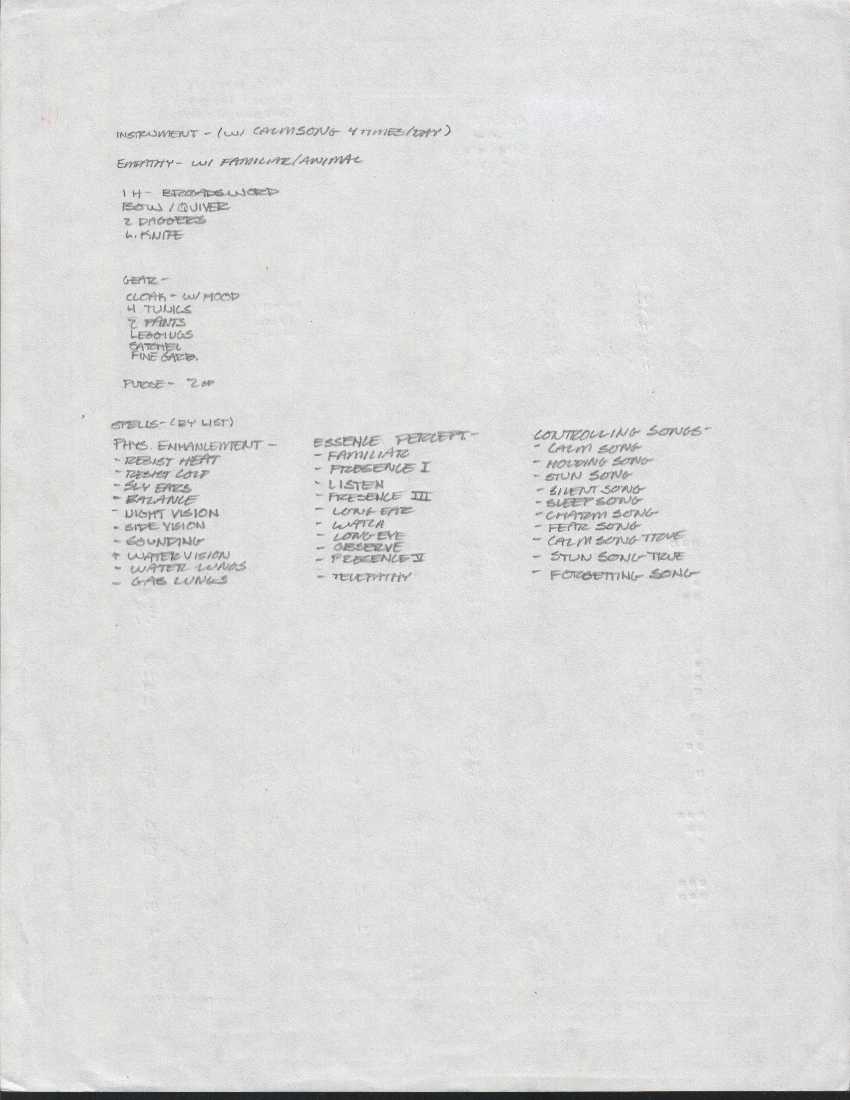 INSTRUMENT - (W/ CALMSONG 4 TIMES/DAY)
EMPATHY - W/ FAMILIAR/ANIMAL
1 H - BROADSWORD
BOW / QUIVER
2 DAGGERS
KNIFE
GEAR -
CLOAK - W/ HOOD
4 TUNICS
2 PANTS
LEGGINGS
SATCHEL
FINE GARB.
PURSE - 2 GP
SPELLS - (BY LIST)
PHYS. ENHANCEMENT -
- RESIST HEAT
- RESIST COLD
- SLY EARS
- BALANCE
- NIGHT VISION
- SIDE VISION
- SOUNDING
+ WATER VISION
- WATER LUNGS
- GAS LUNGS
ESSENCE PERCEPT -
- FAMILIAR
- PRESENCE I
- LISTEN
- PRESENCE III
- LONG EAR
- WATCH
- LONG EYE
- OBSERVE
- PRESENCE V
- TELEPATHY
CONTROLLING SONGS -
- CALM SONG
- HOLDING SONG
- STUN SONG
- SILENT SONG
- SLEEP SONG
- CHARM SONG
- FEAR SONG
- CALM SONG TRUE
- STUN SONG TRUE
- FORGETTING SONG